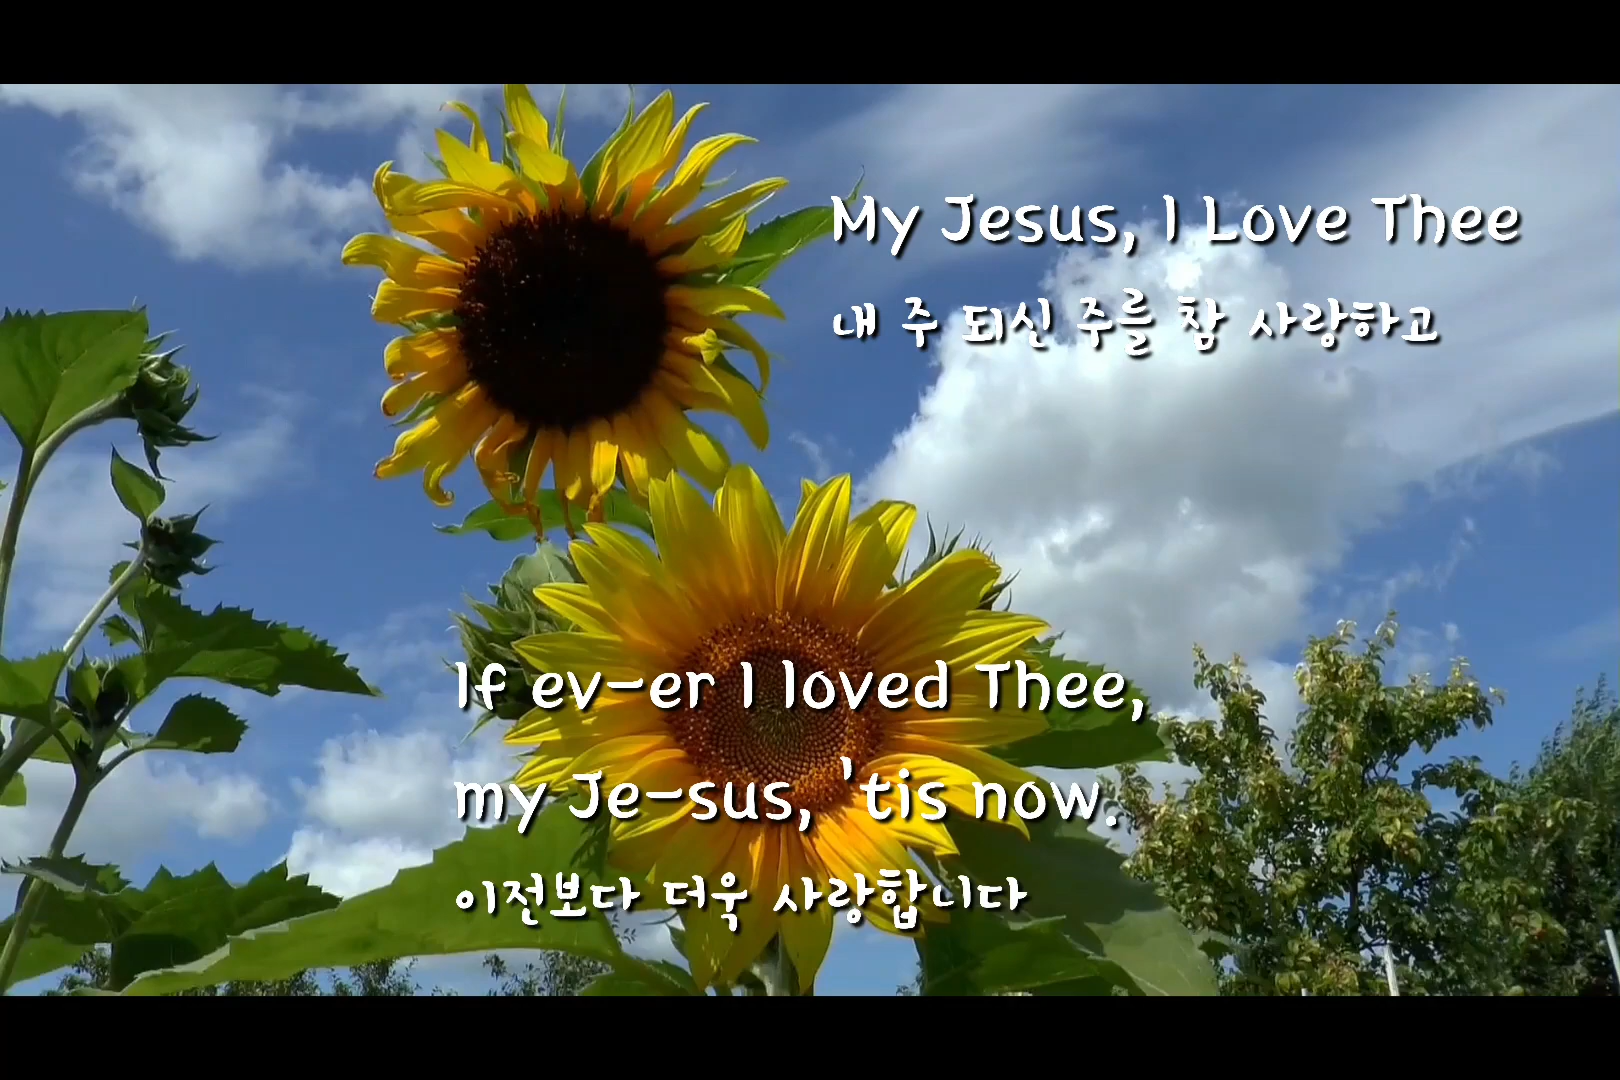 My Jesus, I Love Thee
내 주 되신 주를 참 사랑하고
If ev-er I loved Thee,
my Je-sus, 'tis now.
이전보다 더욱 사랑합니다